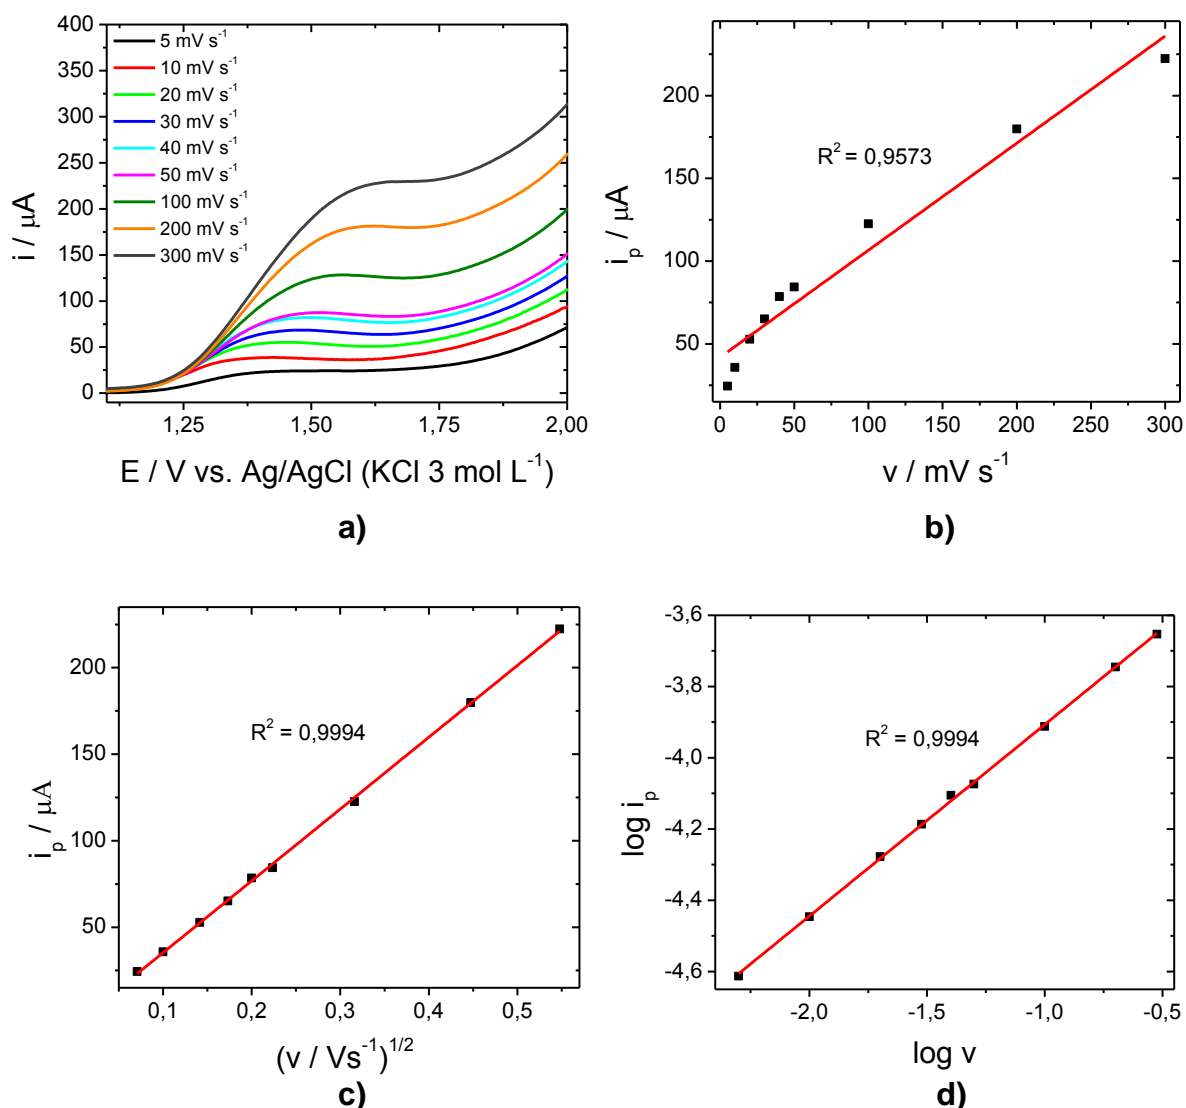 400
350
300
250
200
150
100
50
0
i / μA
5 mV s⁻¹
10 mV s⁻¹
20 mV s⁻¹
30 mV s⁻¹
40 mV s⁻¹
50 mV s⁻¹
100 mV s⁻¹
200 mV s⁻¹
300 mV s⁻¹
1,25 1,50 1,75 2,00
E / V vs. Ag/AgCl (KCl 3 mol L⁻¹)
a)
200
150
100
50
iₚ / μA
R² = 0,9573
0 50 100 150 200 250 300
v / mV s⁻¹
b)
200
150
100
50
iₚ / μA
R² = 0,9994
0,1 0,2 0,3 0,4 0,5
(v / Vs⁻¹)¹/²
c)
-3,6
-3,8
-4,0
-4,2
-4,4
-4,6
log iₚ
R² = 0,9994
-2,0 -1,5 -1,0 -0,5
log v
d)